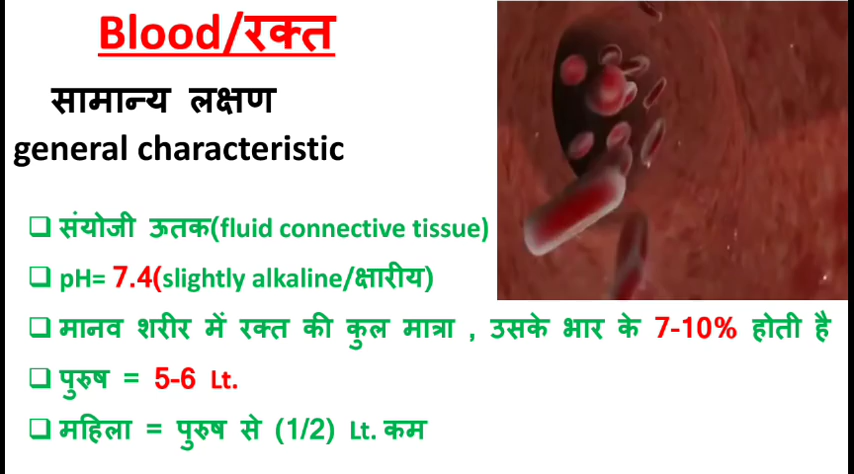 Blood/रक्त
सामान्य लक्षण
general characteristic
❑ संयोजी ऊतक(fluid connective tissue)
❑ pH= 7.4(slightly alkaline/क्षारीय)
❑ मानव शरीर में रक्त की कुल मात्रा , उसके भार के 7-10% होती है
❑ पुरुष = 5-6 Lt.
❑ महिला = पुरुष से (1/2) Lt. कम